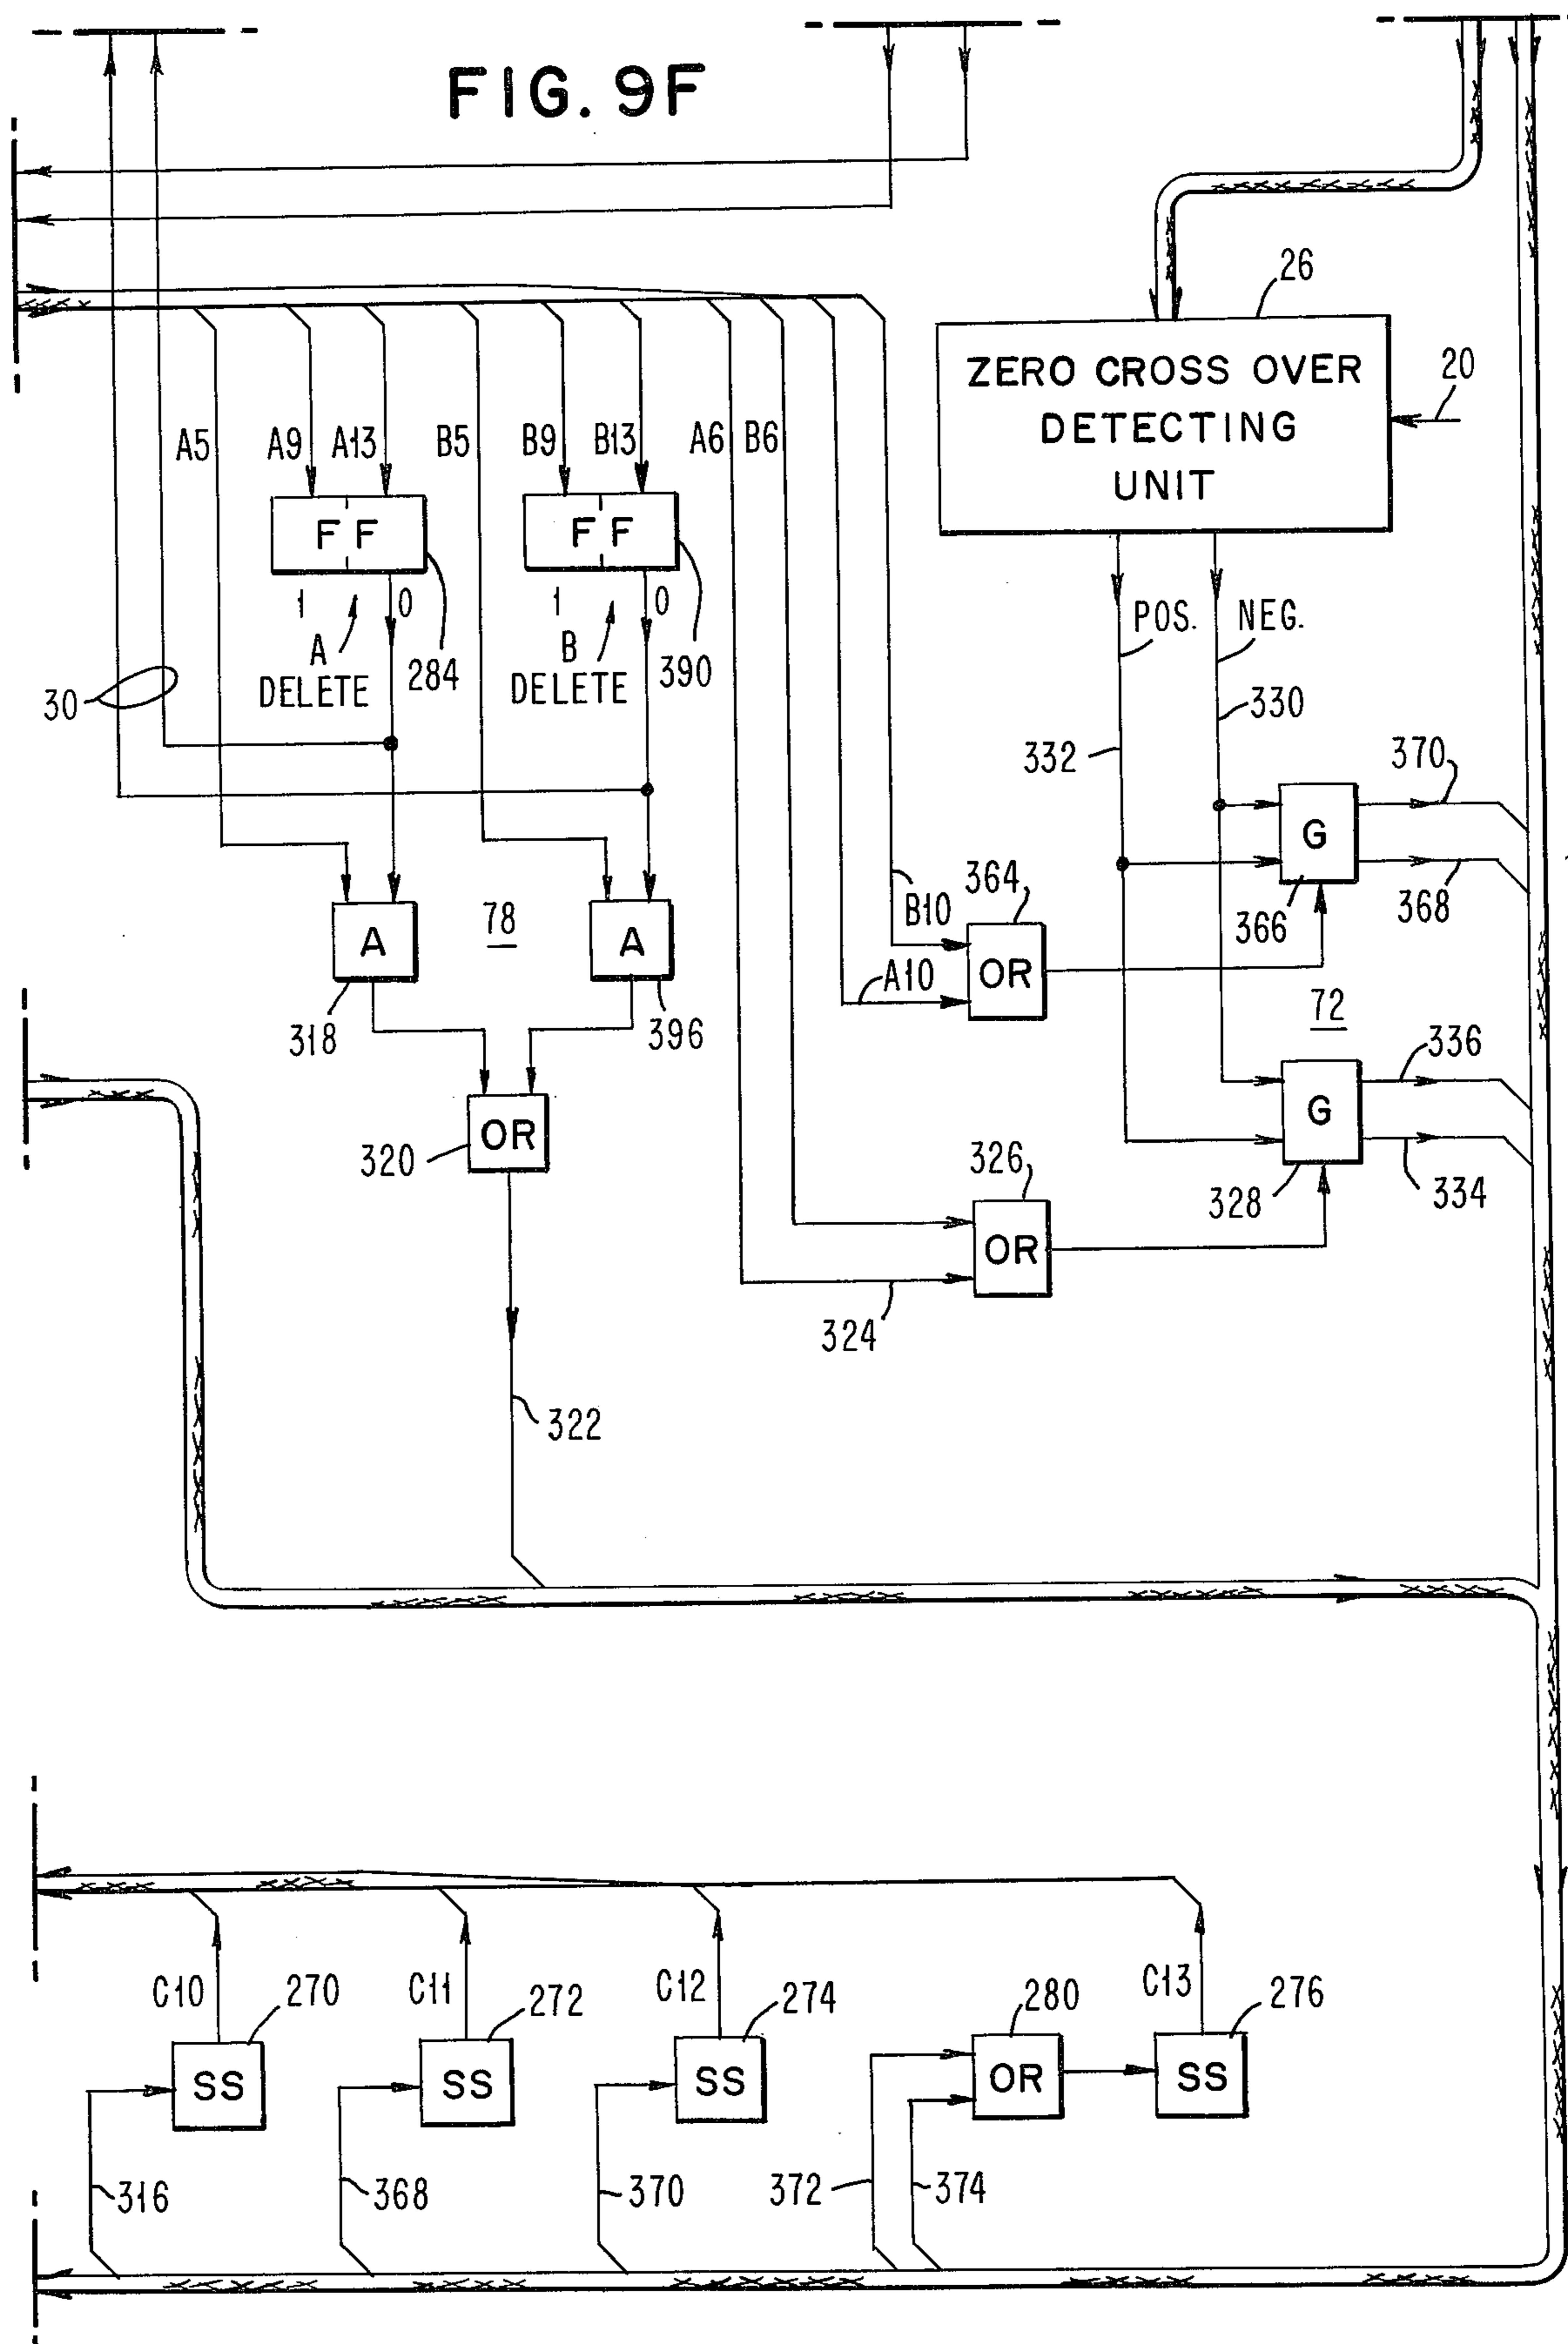 FIG. 9F
26
ZERO CROSS OVER
DETECTING
UNIT
20
A5
A9
A13
B5
B9
B13
A6
B6
FF
FF
1
0
1
0
A
DELETE
284
B
DELETE
390
POS.
NEG.
30
332
330
370
G
366
368
364
B10
OR
A10
A
78
A
318
396
72
336
G
328
334
OR
320
326
OR
324
322
C10
270
C11
272
C12
274
280
C13
276
SS
SS
SS
OR
SS
316
368
370
372
374